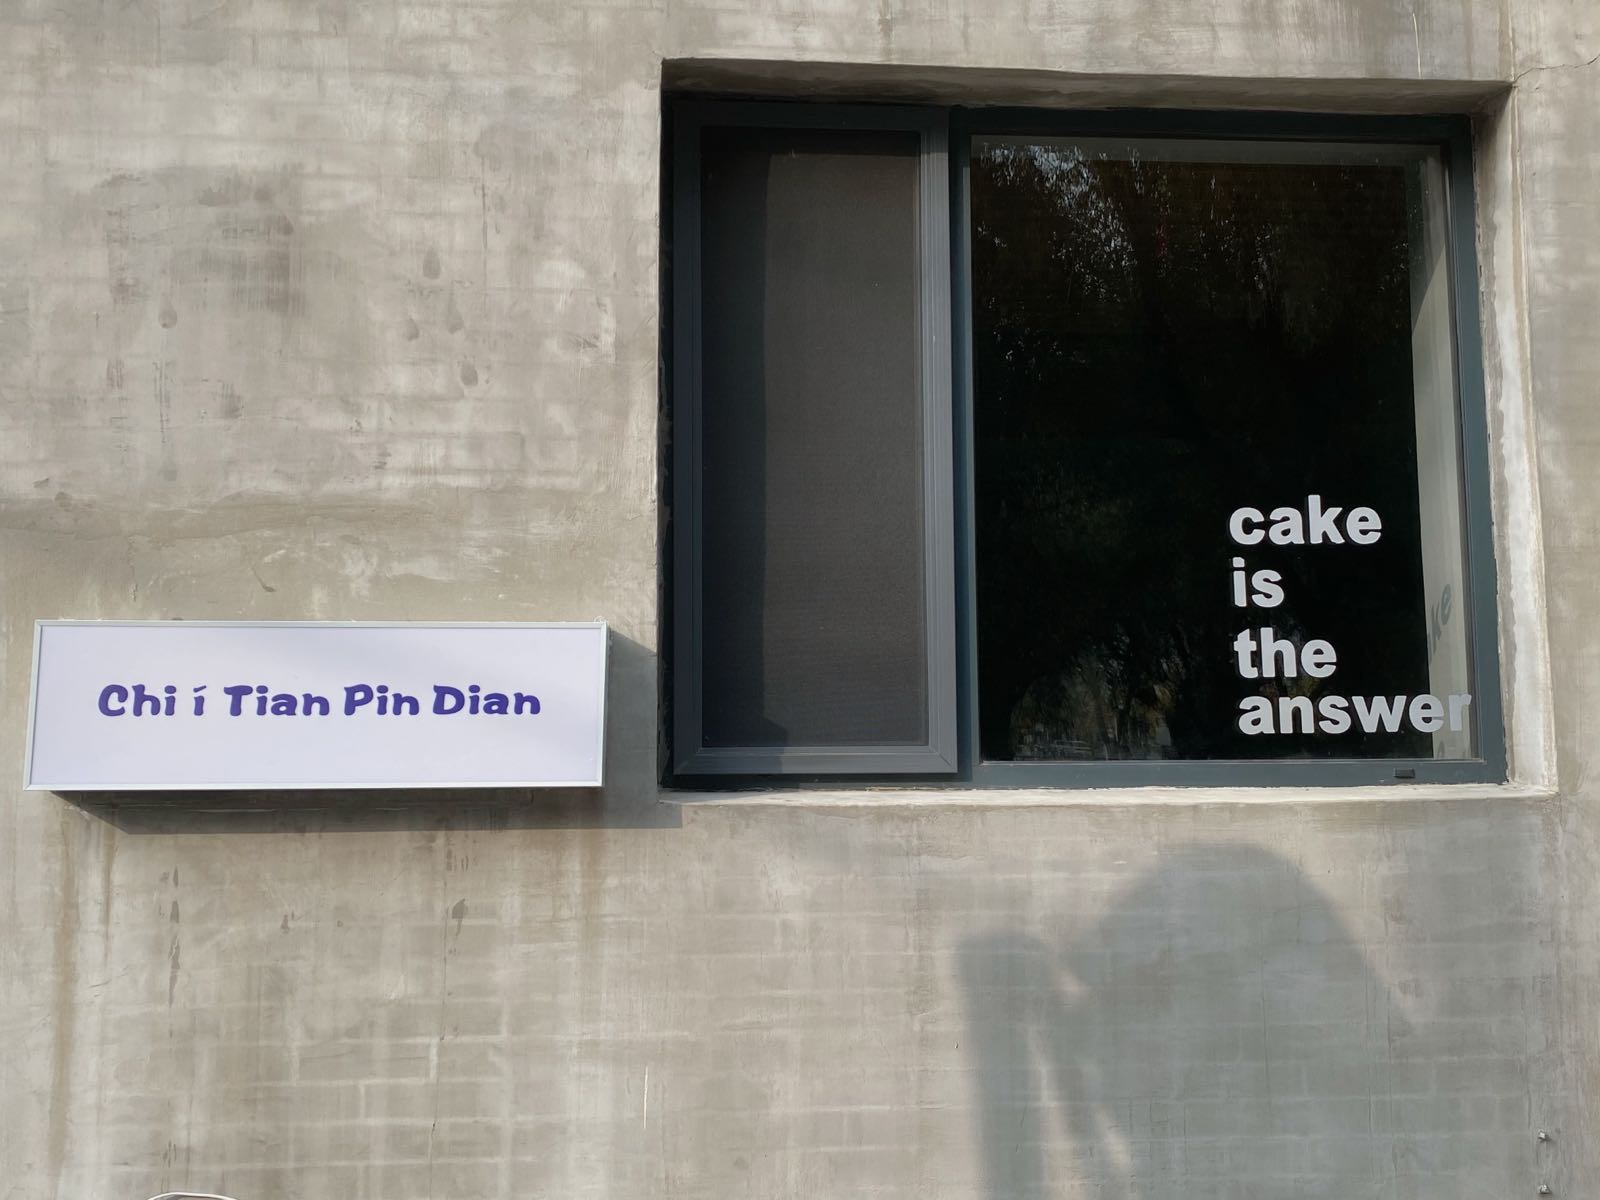 Chi í Tian Pin Dian
cake
is
the
answer